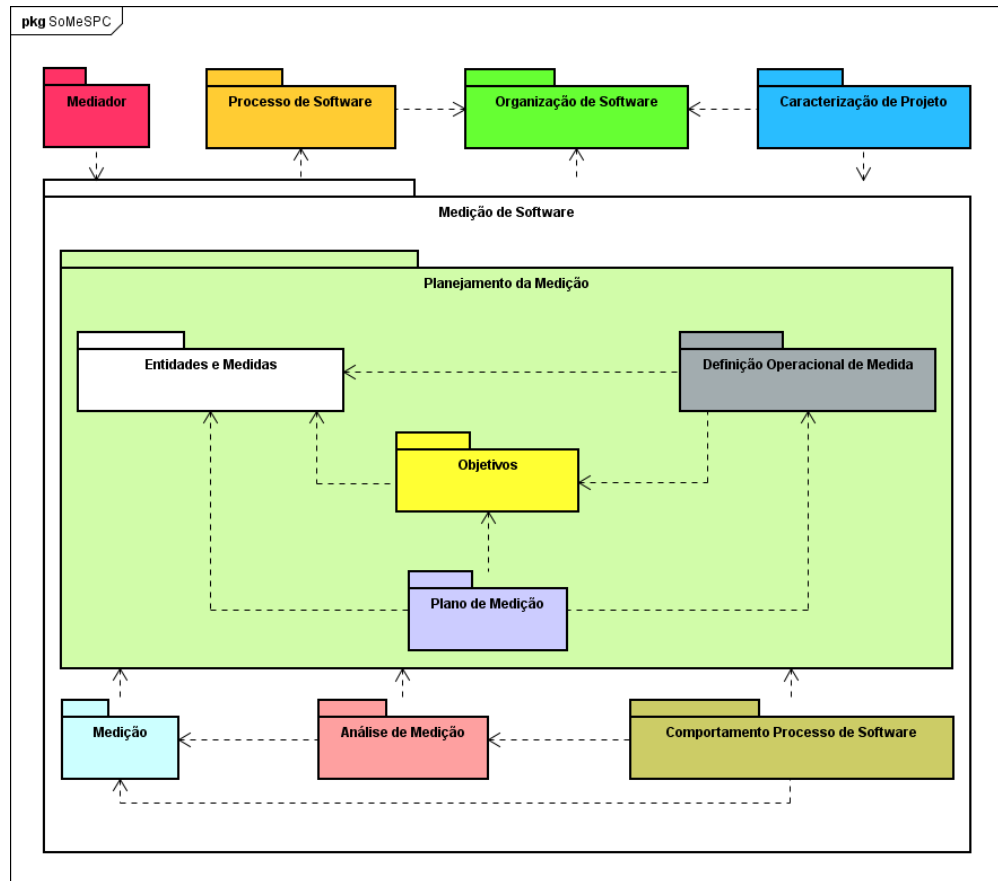 pkg SoMeSPC
Mediador
Processo de Software
Organização de Software
Caracterização de Projeto
Medição de Software
Planejamento da Medição
Entidades e Medidas
Definição Operacional de Medida
Objetivos
Plano de Medição
Medição
Análise de Medição
Comportamento Processo de Software